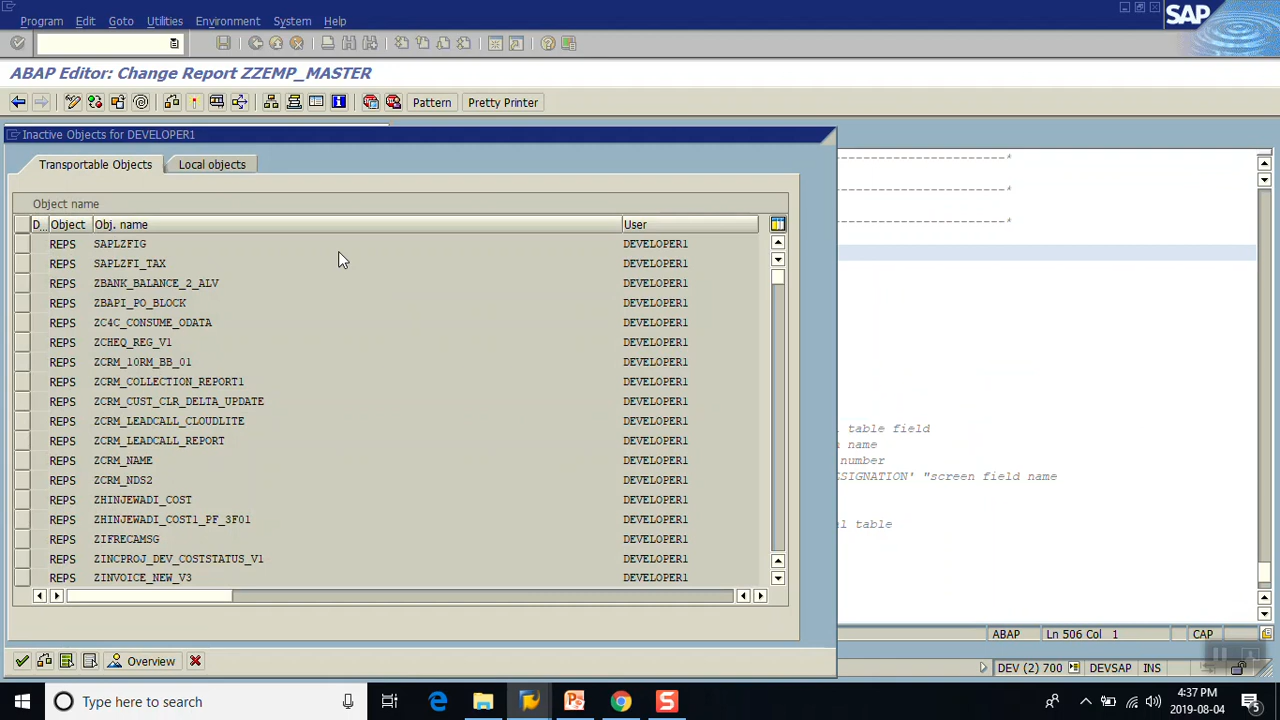 Program Edit Goto Utilities Environment System Help
SAP
ABAP Editor: Change Report ZZEMP_MASTER
Pattern Pretty Printer
Inactive Objects for DEVELOPER1
Transportable Objects Local objects
Object name
D.. Object Obj. name User
REPS SAPLZFIG DEVELOPER1
REPS SAPLZFI_TAX DEVELOPER1
REPS ZBANK_BALANCE_2_ALV DEVELOPER1
REPS ZBAPI_PO_BLOCK DEVELOPER1
REPS ZC4C_CONSUME_ODATA DEVELOPER1
REPS ZCHEQ_REG_V1 DEVELOPER1
REPS ZCRM_10RM_BB_01 DEVELOPER1
REPS ZCRM_COLLECTION_REPORT1 DEVELOPER1
REPS ZCRM_CUST_CLR_DELTA_UPDATE DEVELOPER1
REPS ZCRM_LEADCALL_CLOUDLITE DEVELOPER1
REPS ZCRM_LEADCALL_REPORT DEVELOPER1
REPS ZCRM_NAME DEVELOPER1
REPS ZCRM_NDS2 DEVELOPER1
REPS ZHINJEWADI_COST DEVELOPER1
REPS ZHINJEWADI_COST1_PF_3F01 DEVELOPER1
REPS ZIFRECAMSG DEVELOPER1
REPS ZINCPROJ_DEV_COSTSTATUS_V1 DEVELOPER1
REPS ZINVOICE_NEW_V3 DEVELOPER1
table field
name
number
SIGNATION' "screen field name
al table
Overview
ABAP Ln 506 Col 1 CAP
DEV (2) 700 DEVSAP INS
Type here to search
4:37 PM
2019-08-04
5